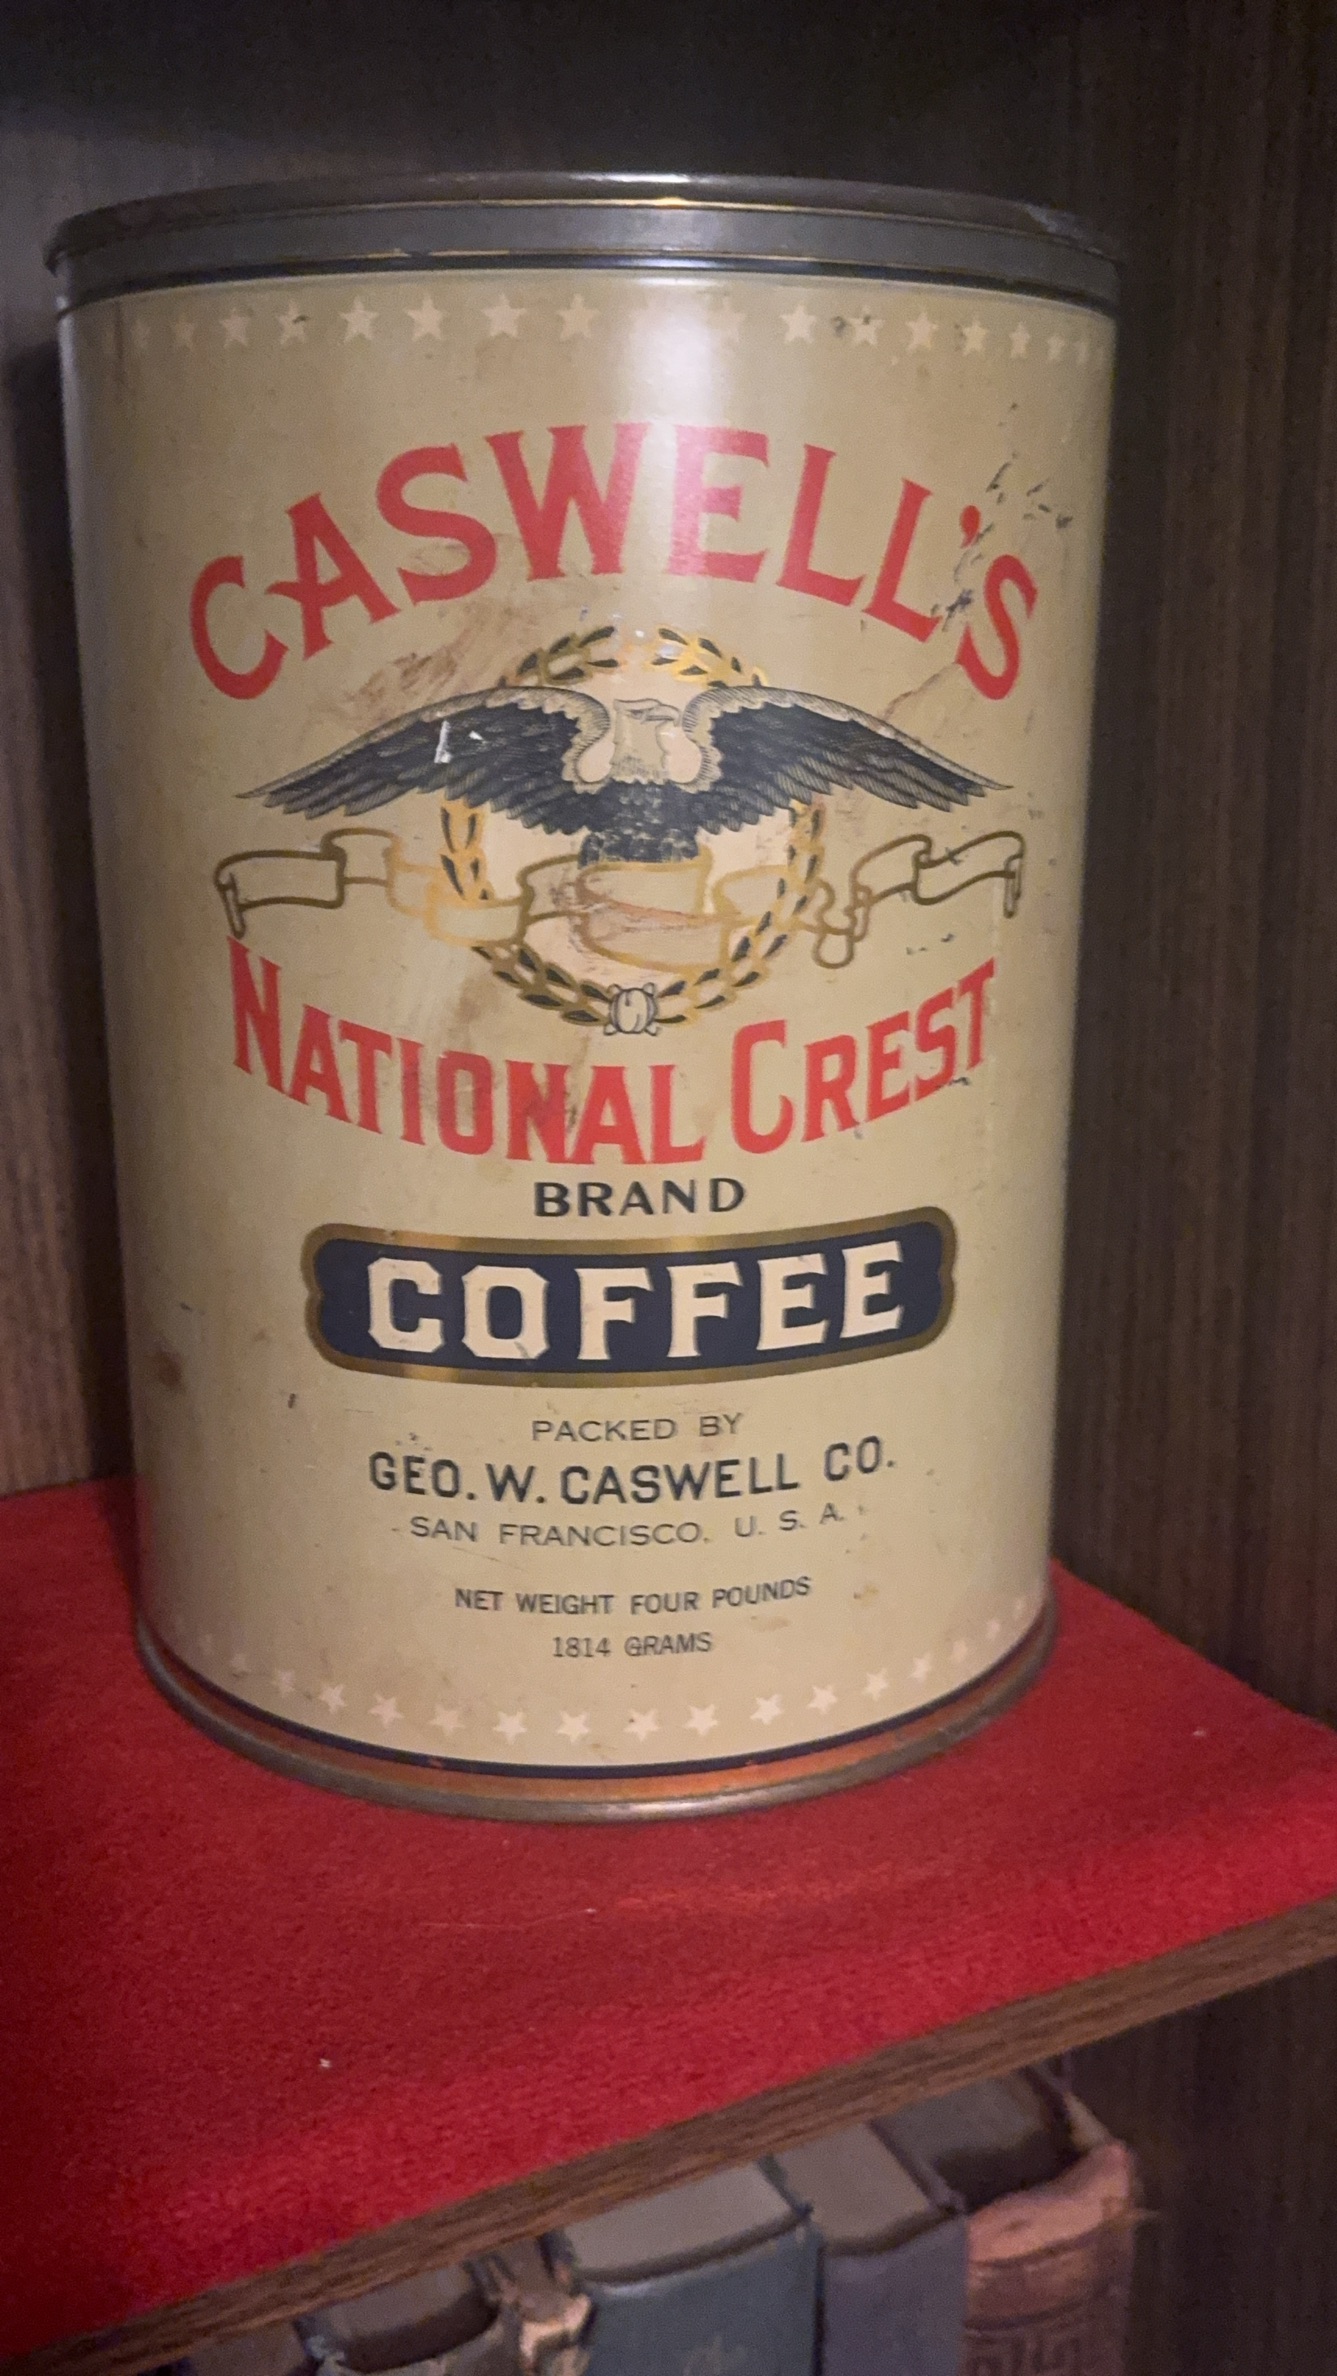 CASWELL'S
NATIONAL CREST
BRAND
COFFEE
PACKED BY
GEO. W. CASWELL CO.
SAN FRANCISCO, U. S. A.
NET WEIGHT FOUR POUNDS
1814 GRAMS